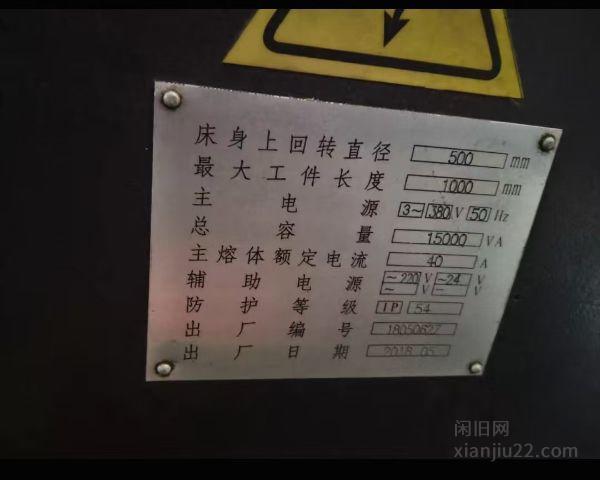 床身上回转直径 500 mm
最大工件长度 1000 mm
主电源 3~ 380 V 50 Hz
总容量 15000 VA
主熔体额定电流 40 A
辅助电源 ~220 V ~24 V
~ V — V
防护等级 IP 54
出厂编号 18050627
出厂日期 2018.05
闲旧网
xianjiu22.com